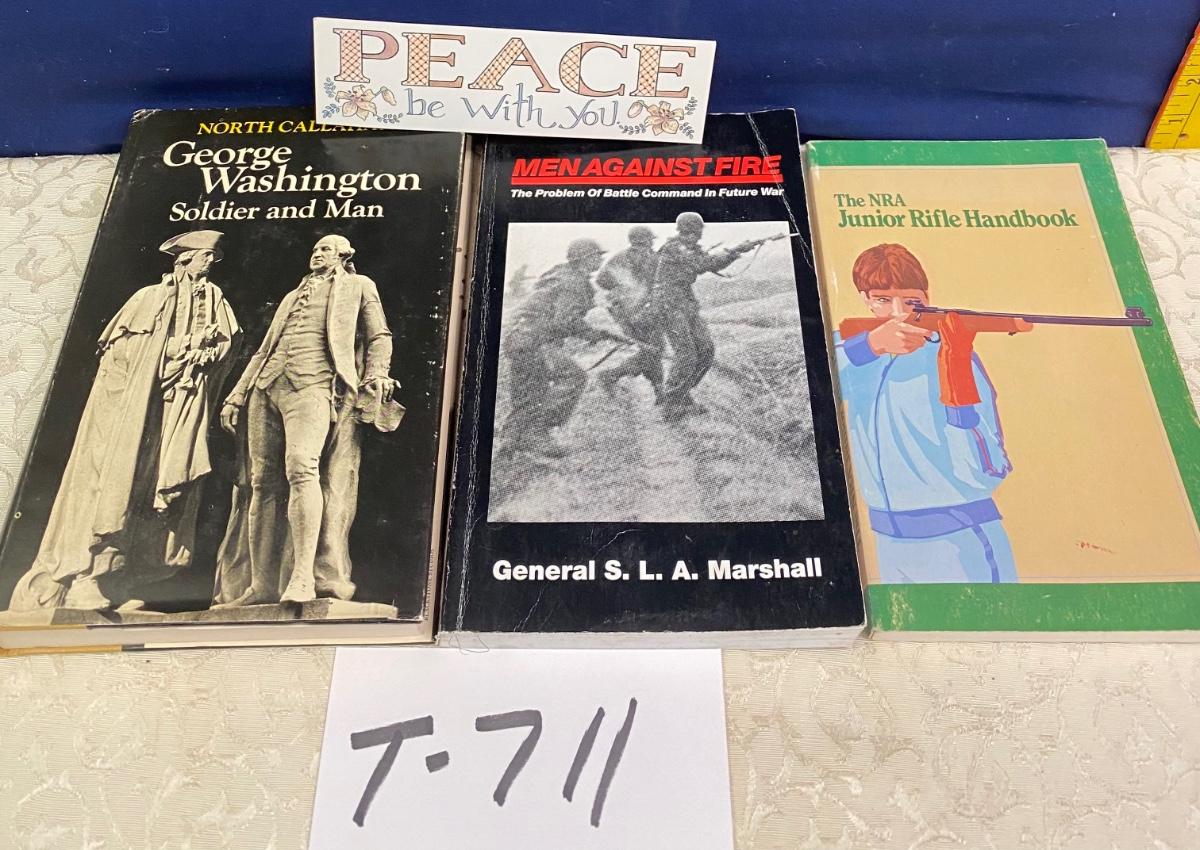 PEACE
be with you.
NORTH
George
Washington
Soldier and Man
MEN AGAINST FIRE
The Problem Of Battle Command In Future War
General S. L. A. Marshall
The NRA
Junior Rifle Handbook
T-711